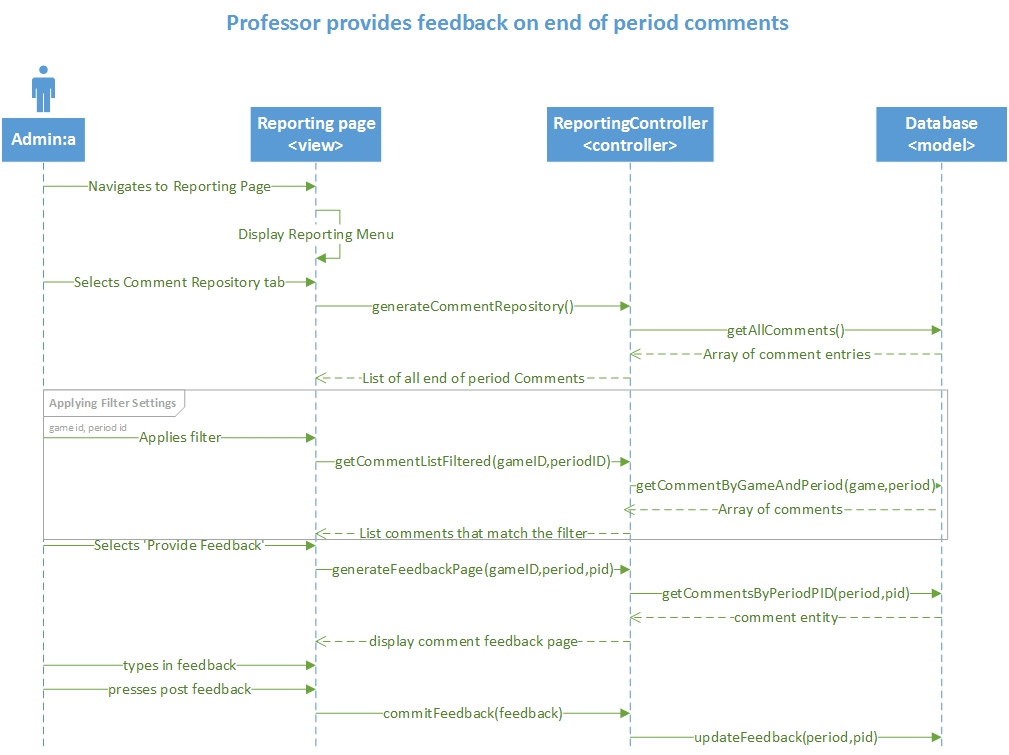 Professor provides feedback on end of period comments
Admin:a
Reporting page
<view>
ReportingController
<controller>
Database
<model>
Navigates to Reporting Page
Display Reporting Menu
Selects Comment Repository tab
generateCommentRepository()
getAllComments()
Array of comment entries
List of all end of period Comments
Applying Filter Settings
game id, period id
Applies filter
getCommentListFiltered(gameID,periodID)
getCommentByGameAndPeriod(game,period)
Array of comments
List comments that match the filter
Selects 'Provide Feedback'
generateFeedbackPage(gameID,period,pid)
getCommentsByPeriodPID(period,pid)
comment entity
display comment feedback page
types in feedback
presses post feedback
commitFeedback(feedback)
updateFeedback(period,pid)